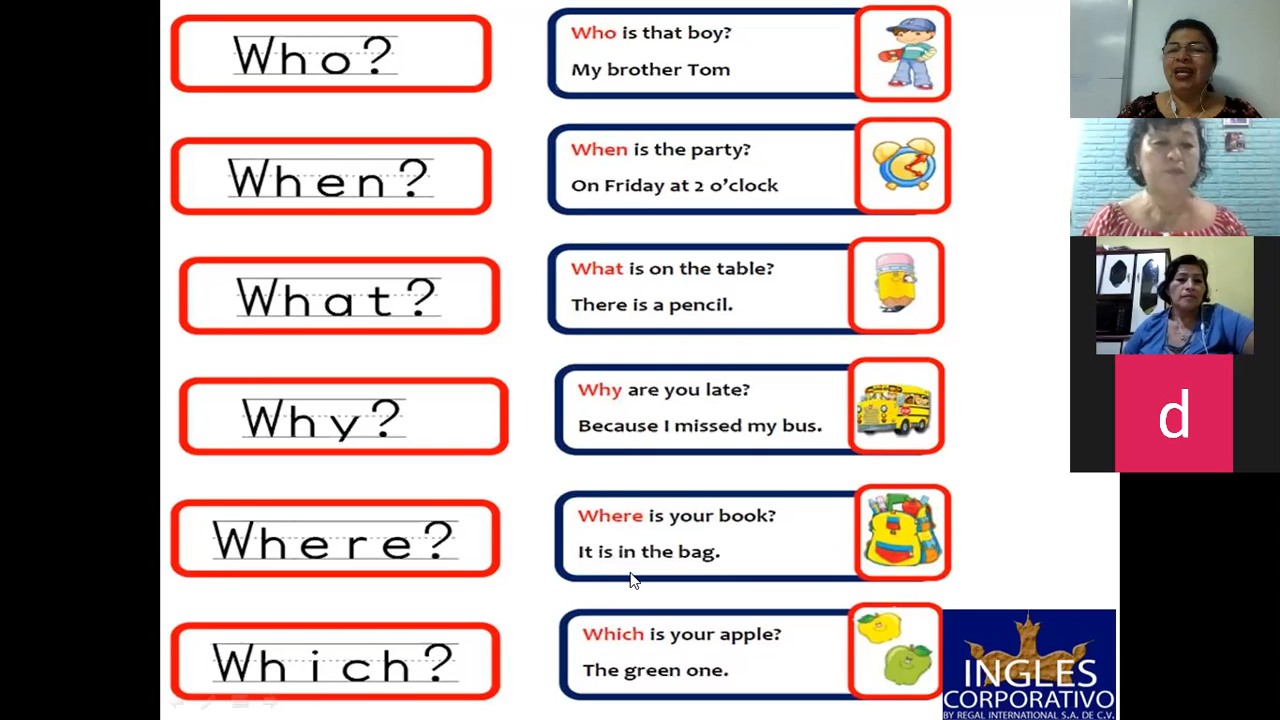 Who?
Who is that boy?
My brother Tom
When?
When is the party?
On Friday at 2 o'clock
What?
What is on the table?
There is a pencil.
Why?
Why are you late?
Because I missed my bus.
Where?
Where is your book?
It is in the bag.
Which?
Which is your apple?
The green one.
d
INGLES
CORPORATIVO
BY REGAL INTERNATIONAL S.A. DE C.V.